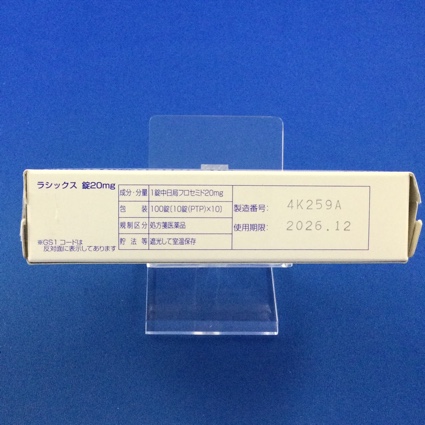 ラシックス 錠20mg
成分・分量 1錠中日局フロセミド20mg
包装 100錠(10錠(PTP)×10)
規制区分 処方箋医薬品
貯法等 遮光して室温保存
※GS1 コードは
反対面に表示してあります
製造番号: 4K259A
使用期限: 2026.12